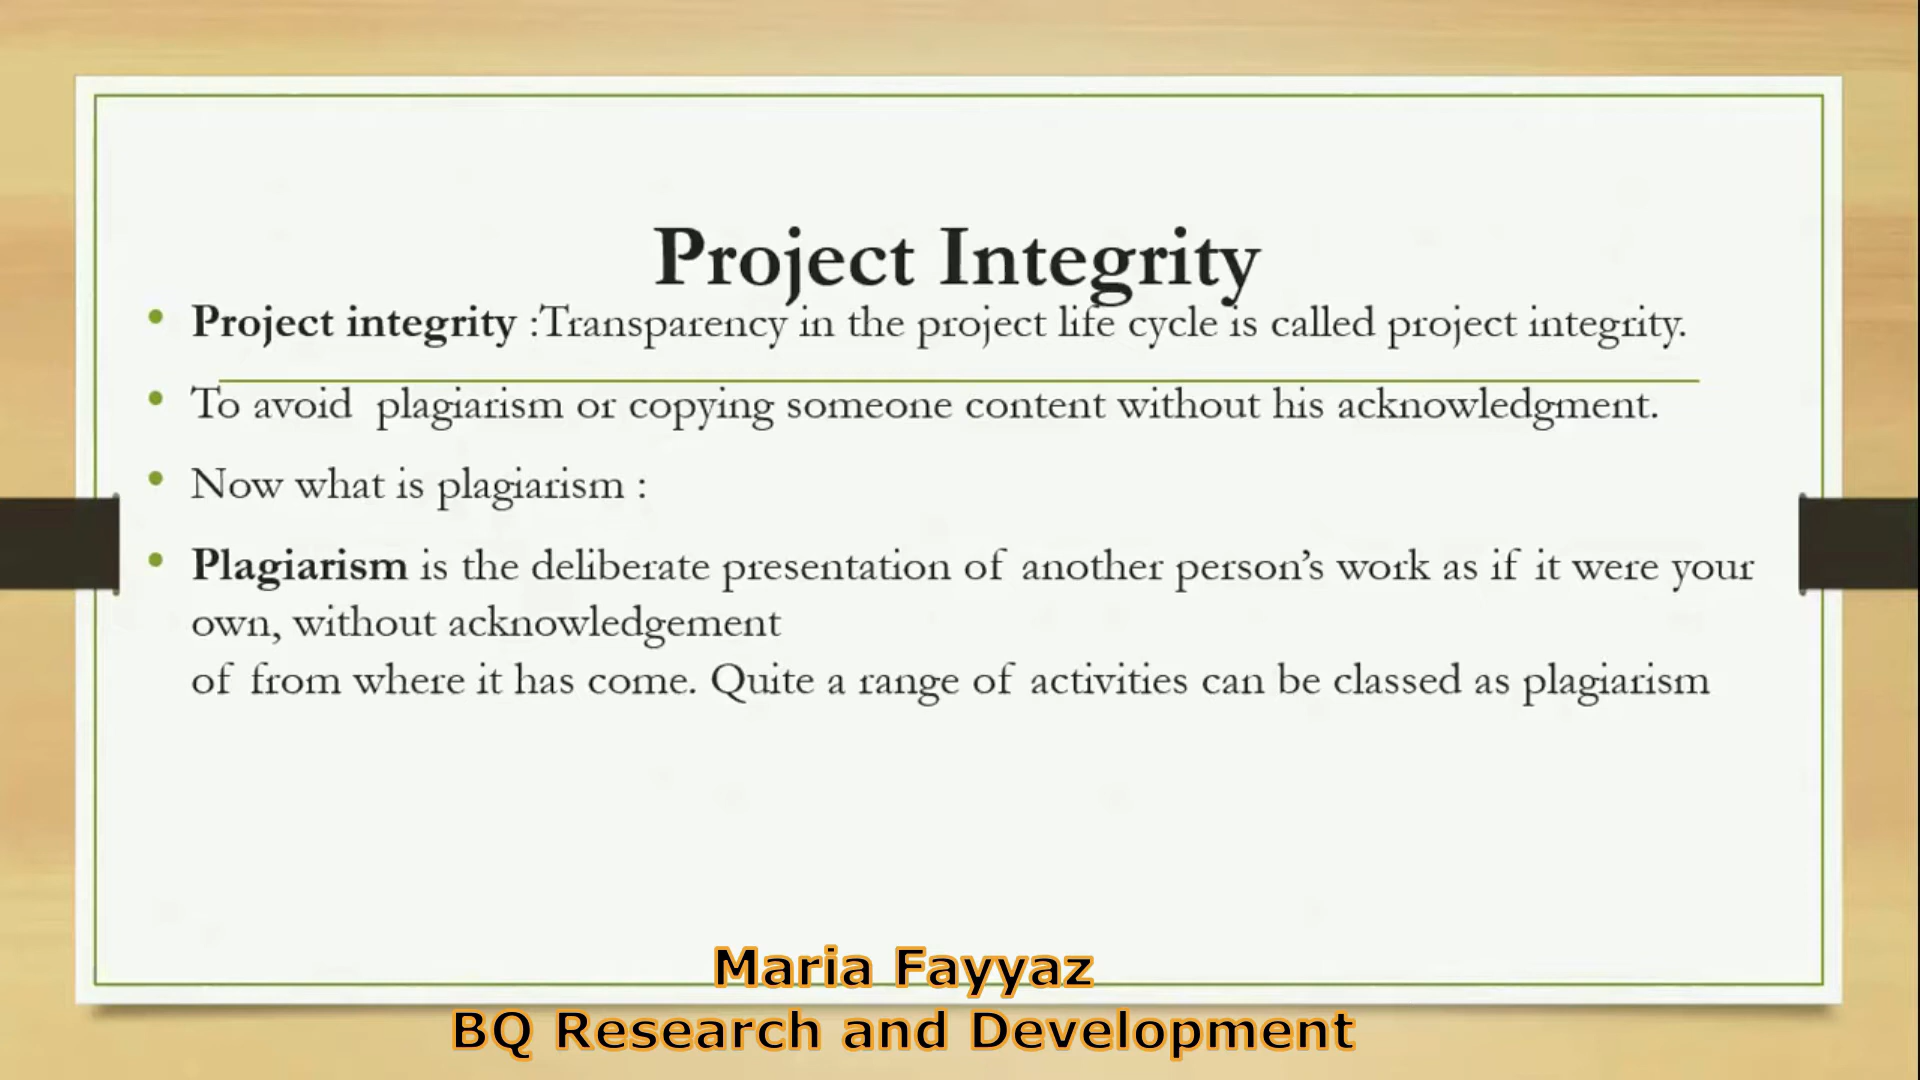 Project Integrity
• Project integrity :Transparency in the project life cycle is called project integrity.
• To avoid  plagiarism or copying someone content without his acknowledgment.
• Now what is plagiarism :
• Plagiarism is the deliberate presentation of another person’s work as if it were your
own, without acknowledgement
of from where it has come. Quite a range of activities can be classed as plagiarism
Maria Fayyaz
BQ Research and Development